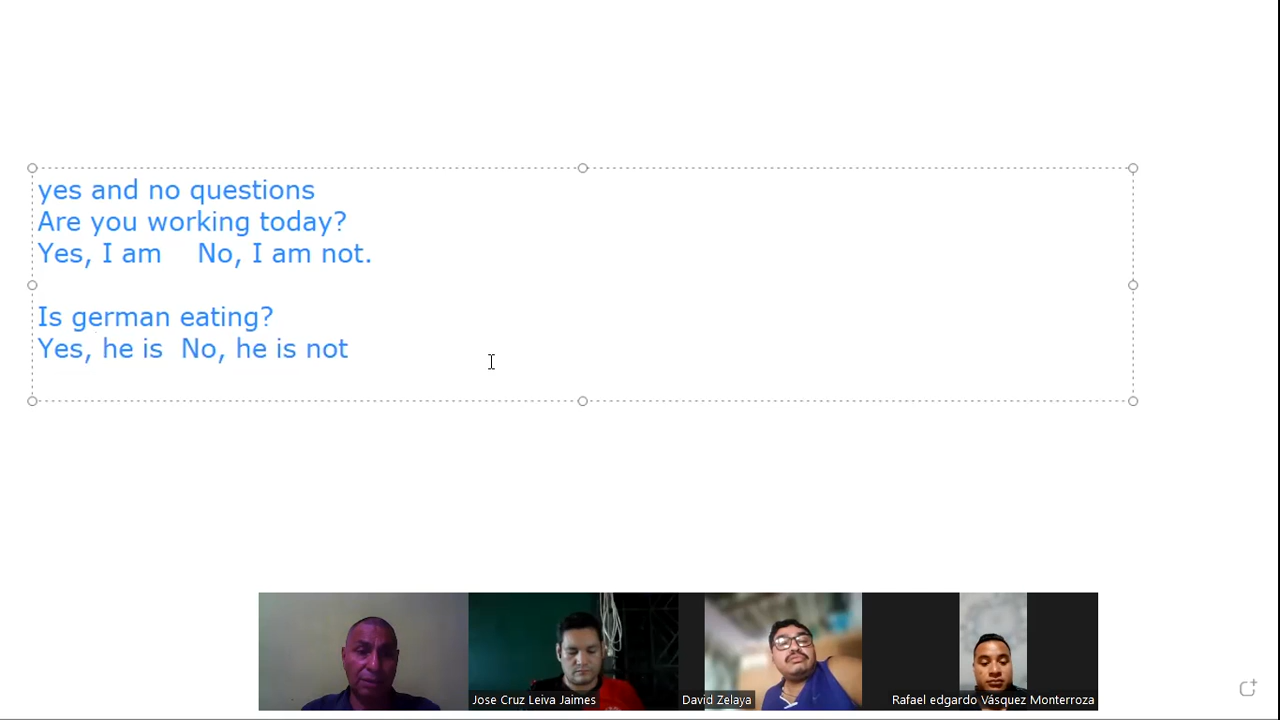 yes and no questions
Are you working today?
Yes, I am    No, I am not.
Is german eating?
Yes, he is  No, he is not
Jose Cruz Leiva Jaimes
David Zelaya
Rafael edgardo Vásquez Monterroza